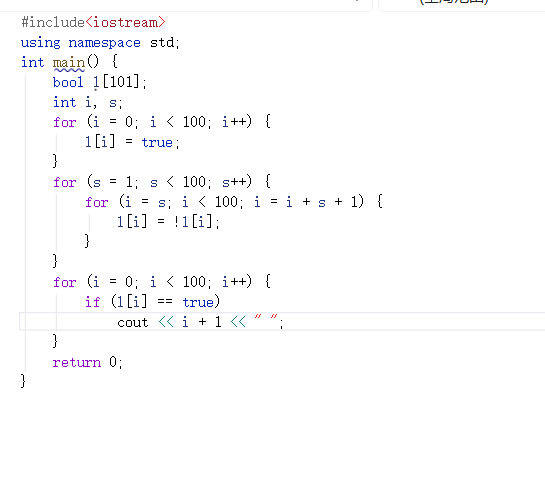 #include<iostream>
using namespace std;
int main() {
bool l[101];
int i, s;
for (i = 0; i < 100; i++) {
l[i] = true;
}
for (s = 1; s < 100; s++) {
for (i = s; i < 100; i = i + s + 1) {
l[i] = !l[i];
}
}
for (i = 0; i < 100; i++) {
if (l[i] == true)
cout << i + 1 << " ";
}
return 0;
}